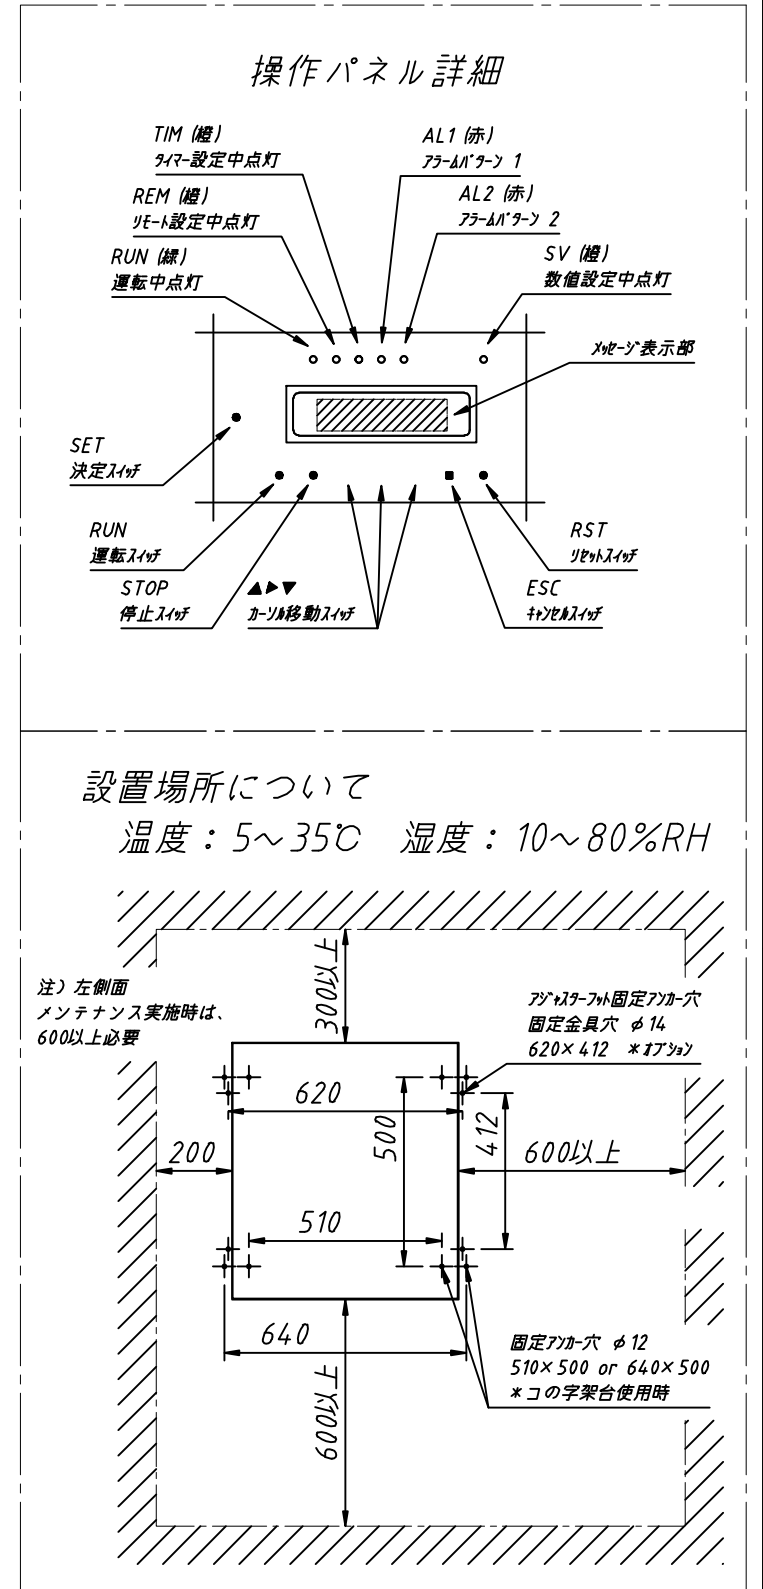 操作パネル詳細
TIM (橙)
ﾀｲﾏｰ設定中点灯
AL1 (赤)
ｱﾗｰﾑﾊﾟﾀｰﾝ 1
REM (橙)
ﾘﾓｰﾄ設定中点灯
AL2 (赤)
ｱﾗｰﾑﾊﾟﾀｰﾝ 2
RUN (緑)
運転中点灯
SV (橙)
数値設定中点灯
ﾒｯｾｰｼﾞ表示部
SET
決定ｽｲｯﾁ
RUN
運転ｽｲｯﾁ
RST
ﾘｾｯﾄｽｲｯﾁ
STOP
停止ｽｲｯﾁ
▲▶▼
ｶｰｿﾙ移動ｽｲｯﾁ
ESC
ｷｬﾝｾﾙｽｲｯﾁ
設置場所について
温度：5～35℃ 湿度：10～80%RH
300以上
注) 左側面
メンテナンス実施時は、
600以上必要
ｱｼﾞｬｽﾀｰﾌｯﾄ固定ｱﾝｶｰ穴
固定金具穴 φ14
620×412 *ｵﾌﾟｼｮﾝ
620
500
412
200
600以上
510
640
600以上
固定ｱﾝｶｰ穴 φ12
510×500 or 640×500
*コの字架台使用時